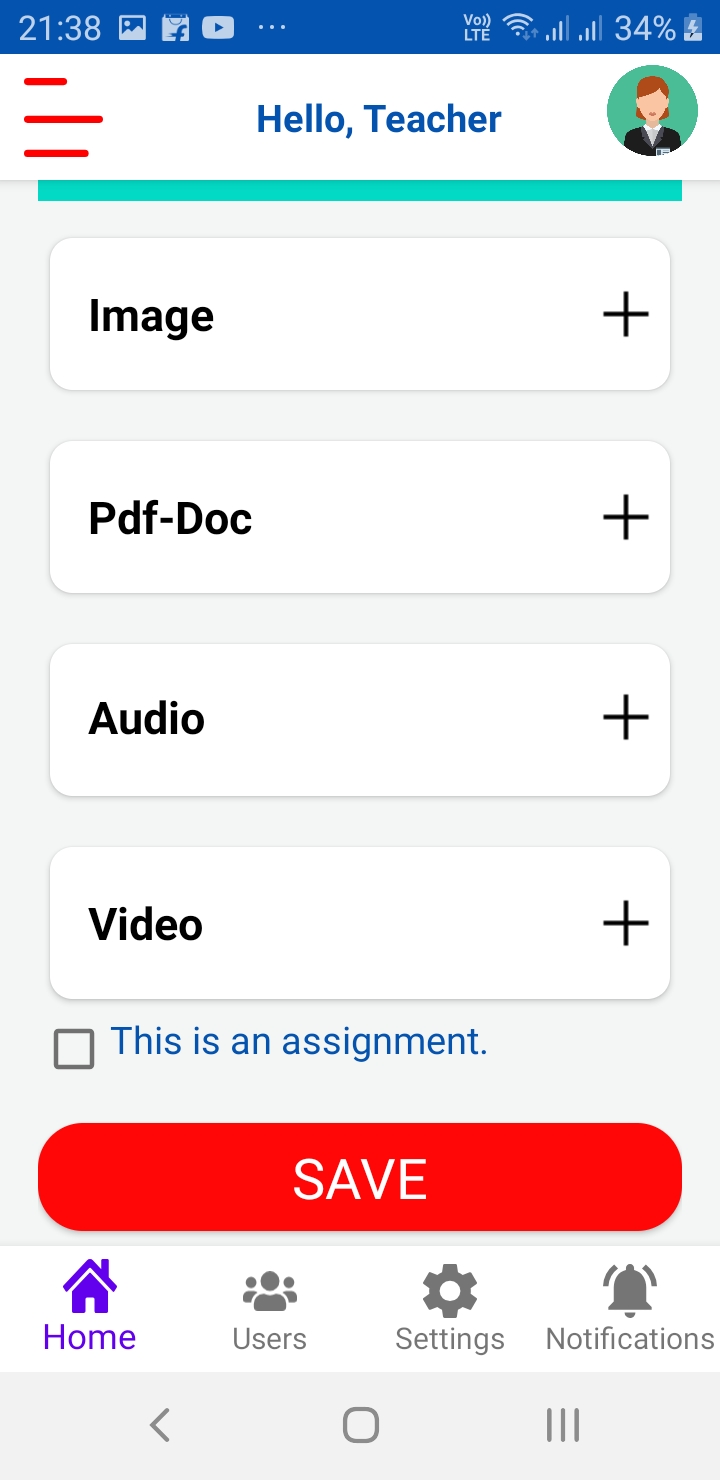 21:38
Vo))
LTE
34%
Hello, Teacher
Image
Pdf-Doc
Audio
Video
This is an assignment.
SAVE
Home
Users
Settings
Notifications